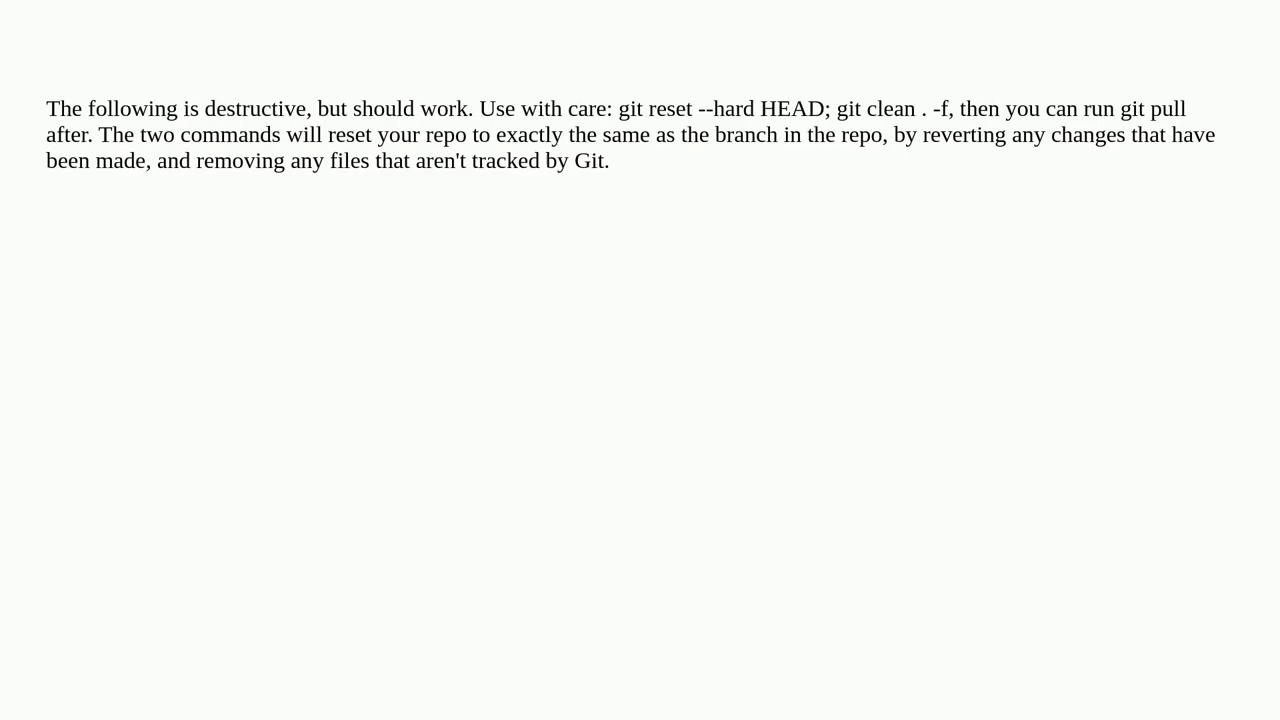 The following is destructive, but should work. Use with care: git reset --hard HEAD; git clean . -f, then you can run git pull
after. The two commands will reset your repo to exactly the same as the branch in the repo, by reverting any changes that have
been made, and removing any files that aren't tracked by Git.